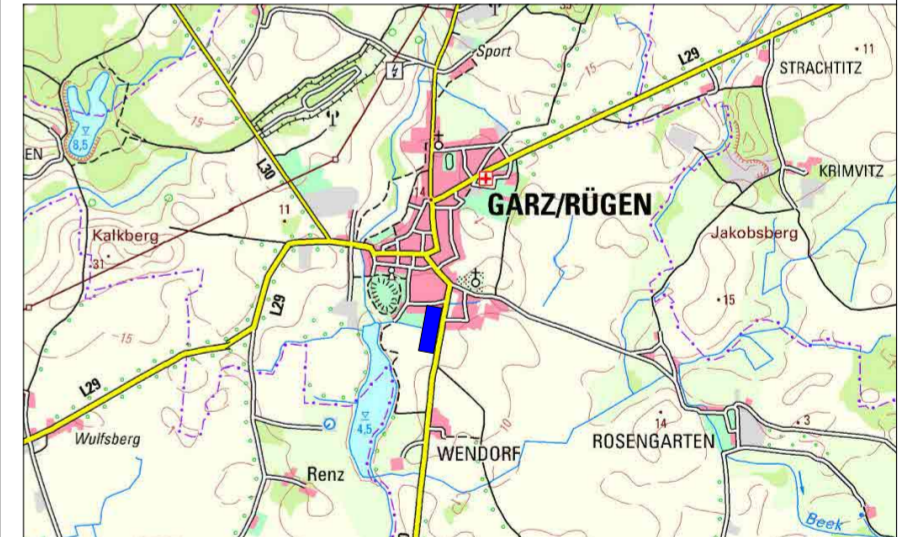 Sport
L29
11
STRACHTITZ
15
8,5
15
EN
L30
KRIMVITZ
GARZ/RÜGEN
11
Kalkberg
Jakobsberg
31
L29
15
15
L29
4,5
10
14
3
Wulfsberg
WENDORF
ROSENGARTEN
Renz
Beek